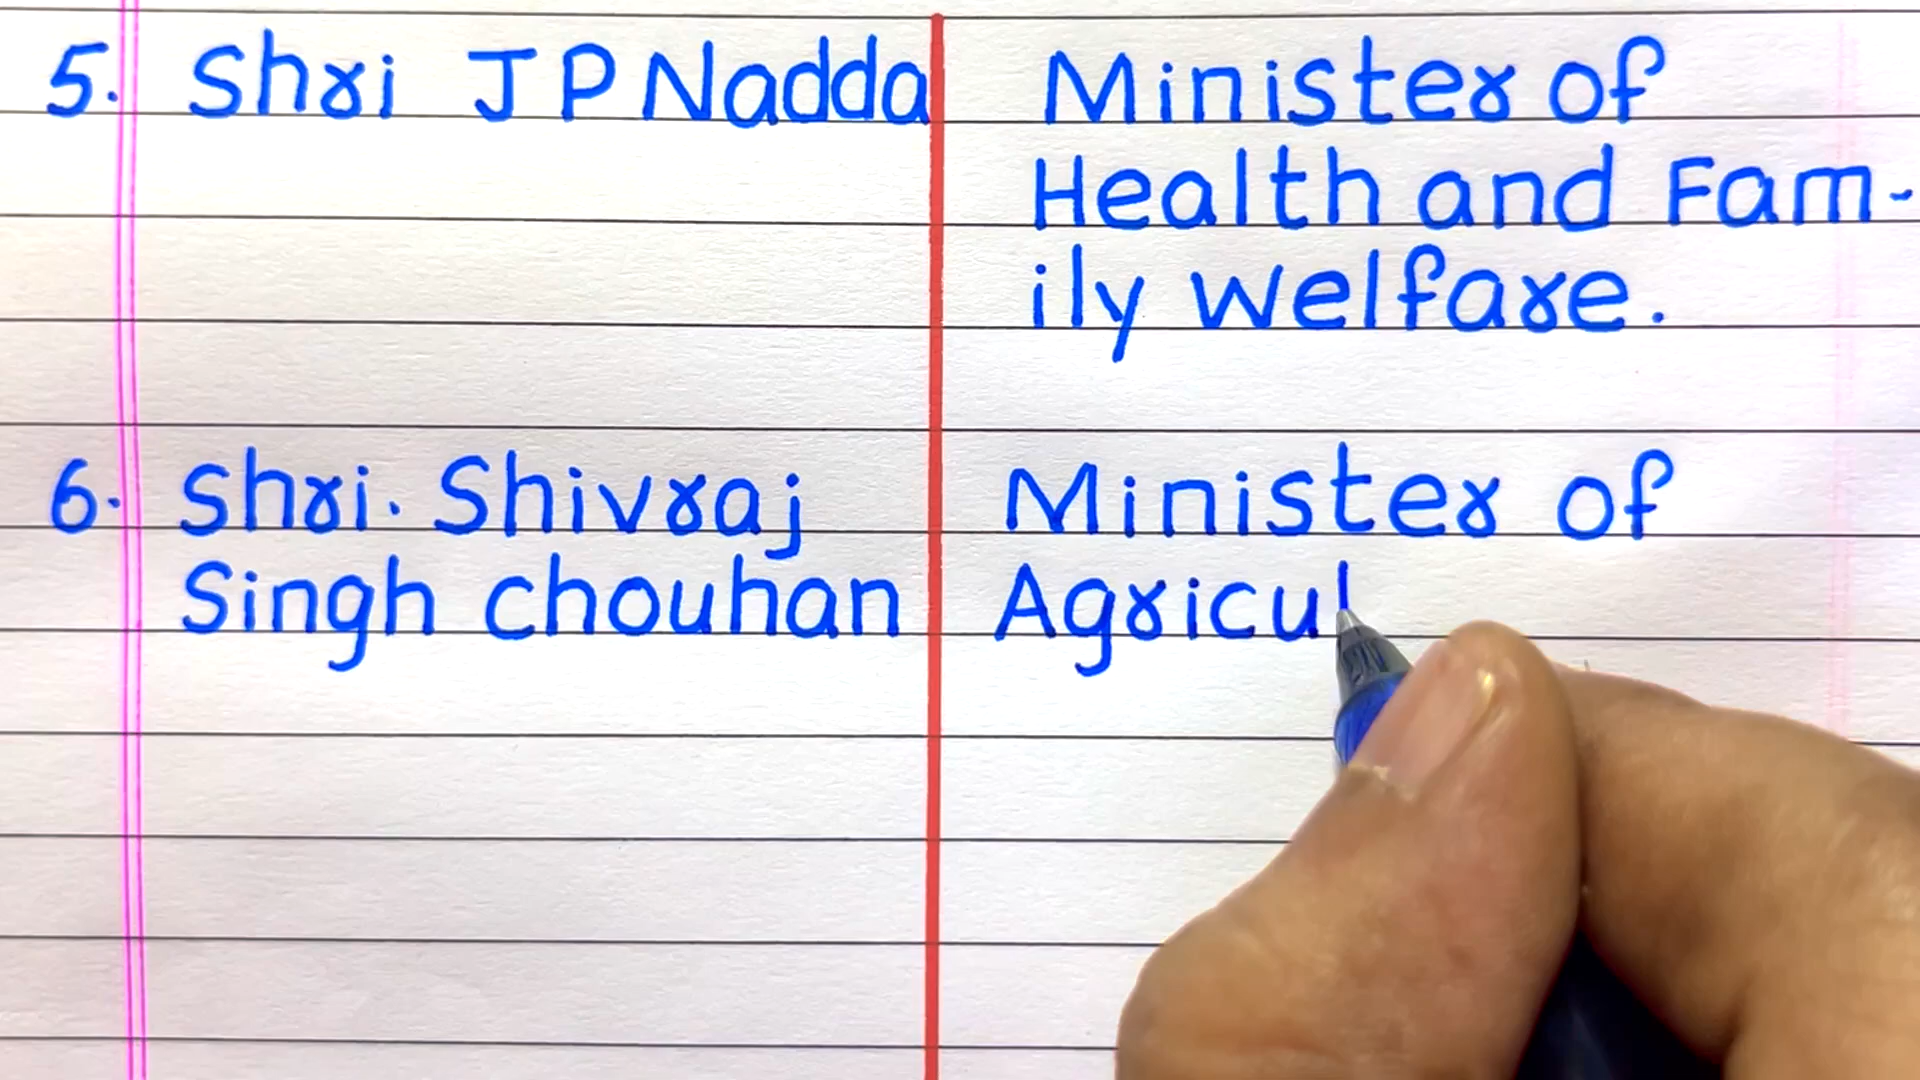 5. Shri J P Nadda Minister of
Health and Fam-
ily Welfare.
6. Shri. Shivraj Minister of
Singh Chouhan Agricul